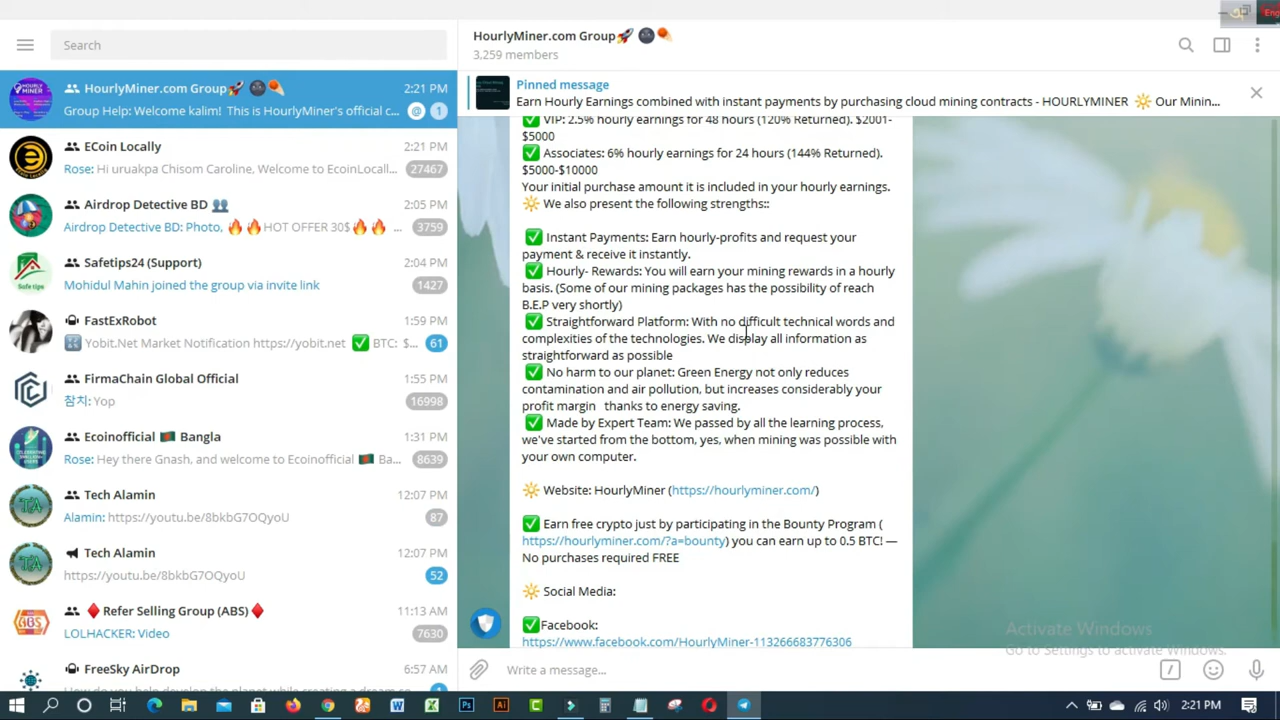 Eng
Search
HourlyMiner.com Group🚀 🌚☄️
3,259 members
HourlyMiner.com Group🚀 🌚☄️ 2:21 PM
Group Help: Welcome kalim! This is HourlyMiner's official c... @ 1
Pinned message
Earn Hourly Earnings combined with instant payments by purchasing cloud mining contracts - HOURLYMINER 🔆 Our Minin...
ECoin Locally 2:21 PM
Rose: Hi uruakpa Chisom Caroline, Welcome to EcoinLocall... 27467
Airdrop Detective BD 👥 2:05 PM
Airdrop Detective BD: Photo, 🔥🔥HOT OFFER 30$🔥🔥 ... 3759
Safetips24 (Support) 2:04 PM
Mohidul Mahin joined the group via invite link 1427
Safe tips
FastExRobot 1:59 PM
Yobit.Net Market Notification https://yobit.net ✅ BTC: $... 61
FirmaChain Global Official 1:55 PM
참치: Yop 16998
Ecoinofficial 🇧🇩 Bangla 1:31 PM
Rose: Hey there Gnash, and welcome to Ecoinofficial 🇧🇩 Ba... 8639
Tech Alamin 12:07 PM
Alamin: https://youtu.be/8bkbG7OQyoU 87
TA
Tech Alamin 12:07 PM
https://youtu.be/8bkbG7OQyoU 52
TA
♦️Refer Selling Group (ABS)♦️ 11:13 AM
LOLHACKER: Video 7630
FreeSky AirDrop 6:57 AM
How do you help develop the planet while creating a dream co... 1
✅ VIP: 2.5% hourly earnings for 48 hours (120% Returned). $2001-
$5000
✅ Associates: 6% hourly earnings for 24 hours (144% Returned).
$5000-$10000
Your initial purchase amount it is included in your hourly earnings.
🔆 We also present the following strengths::
✅ Instant Payments: Earn hourly-profits and request your
payment & receive it instantly.
✅ Hourly- Rewards: You will earn your mining rewards in a hourly
basis. (Some of our mining packages has the possibility of reach
B.E.P very shortly)
✅ Straightforward Platform: With no difficult technical words and
complexities of the technologies. We display all information as
straightforward as possible
✅ No harm to our planet: Green Energy not only reduces
contamination and air pollution, but increases considerably your
profit margin thanks to energy saving.
✅ Made by Expert Team: We passed by all the learning process,
we've started from the bottom, yes, when mining was possible with
your own computer.
🔆 Website: HourlyMiner (https://hourlyminer.com/)
✅ Earn free crypto just by participating in the Bounty Program (
https://hourlyminer.com/?a=bounty) you can earn up to 0.5 BTC! —
No purchases required FREE
🔆 Social Media:
✅Facebook:
https://www.facebook.com/HourlyMiner-113266683776306
Activate Windows
Go to Settings to activate Windows.
Write a message...
2:21 PM